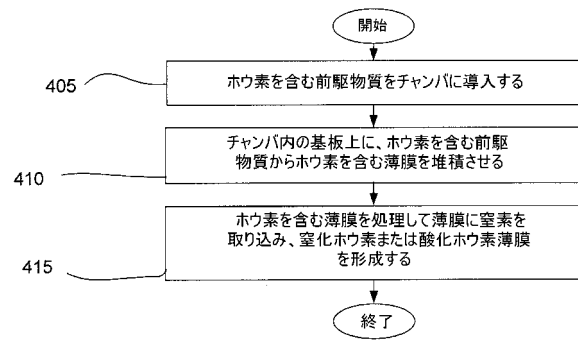 開始
405
ホウ素を含む前駆物質をチャンバに導入する
410
チャンバ内の基板上に、ホウ素を含む前駆
物質からホウ素を含む薄膜を堆積させる
415
ホウ素を含む薄膜を処理して薄膜に窒素を
取り込み、窒化ホウ素または酸化ホウ素薄膜
を形成する
終了